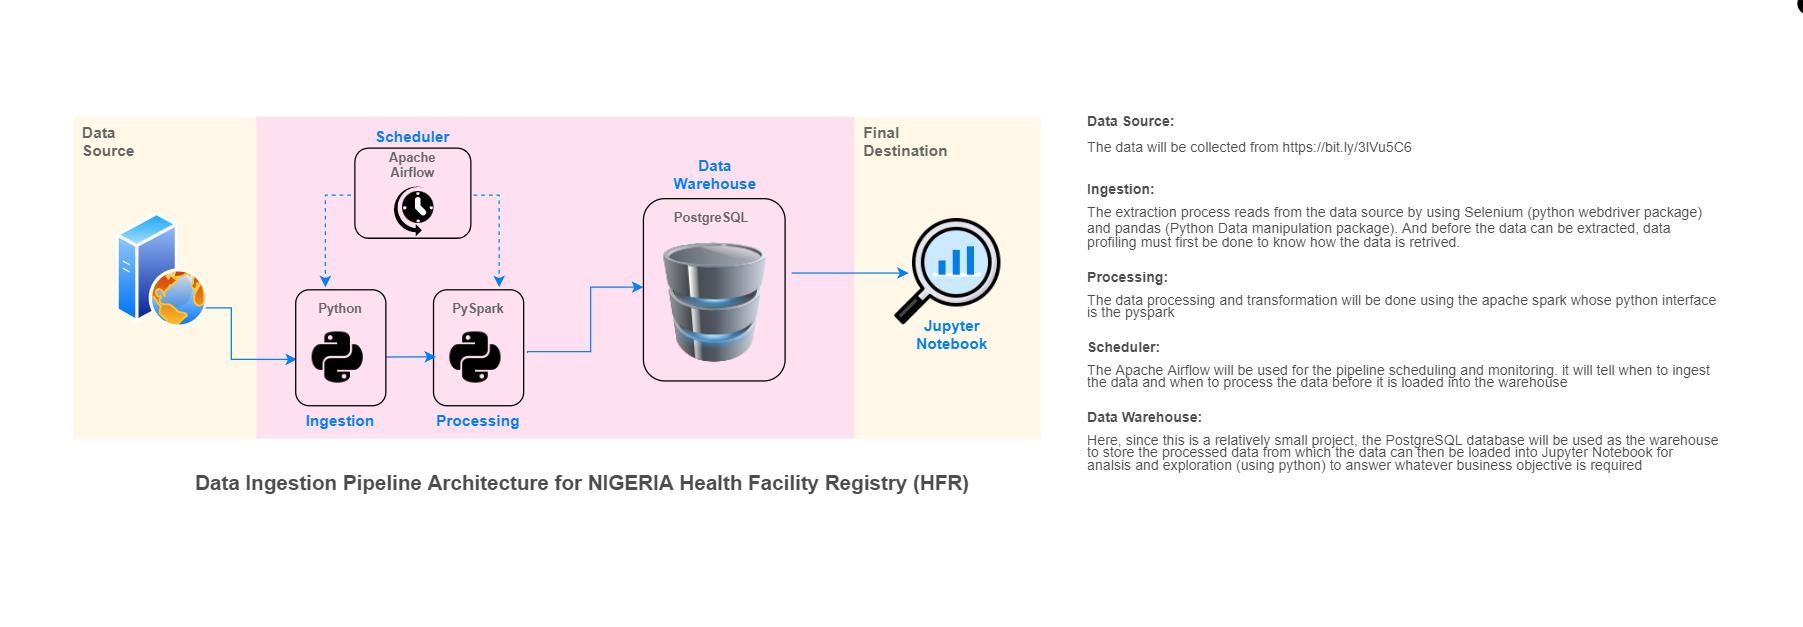 Data
Source
Scheduler
Apache
Airflow
Data
Warehouse
PostgreSQL
Final
Destination
Python
PySpark
Ingestion
Processing
Jupyter
Notebook
Data Ingestion Pipeline Architecture for NIGERIA Health Facility Registry (HFR)
Data Source:
The data will be collected from https://bit.ly/3lVu5C6
Ingestion:
The extraction process reads from the data source by using Selenium (python webdriver package)
and pandas (Python Data manipulation package). And before the data can be extracted, data
profiling must first be done to know how the data is retrived.
Processing:
The data processing and transformation will be done using the apache spark whose python interface
is the pyspark
Scheduler:
The Apache Airflow will be used for the pipeline scheduling and monitoring. it will tell when to ingest
the data and when to process the data before it is loaded into the warehouse
Data Warehouse:
Here, since this is a relatively small project, the PostgreSQL database will be used as the warehouse
to store the processed data from which the data can then be loaded into Jupyter Notebook for
analsis and exploration (using python) to answer whatever business objective is required